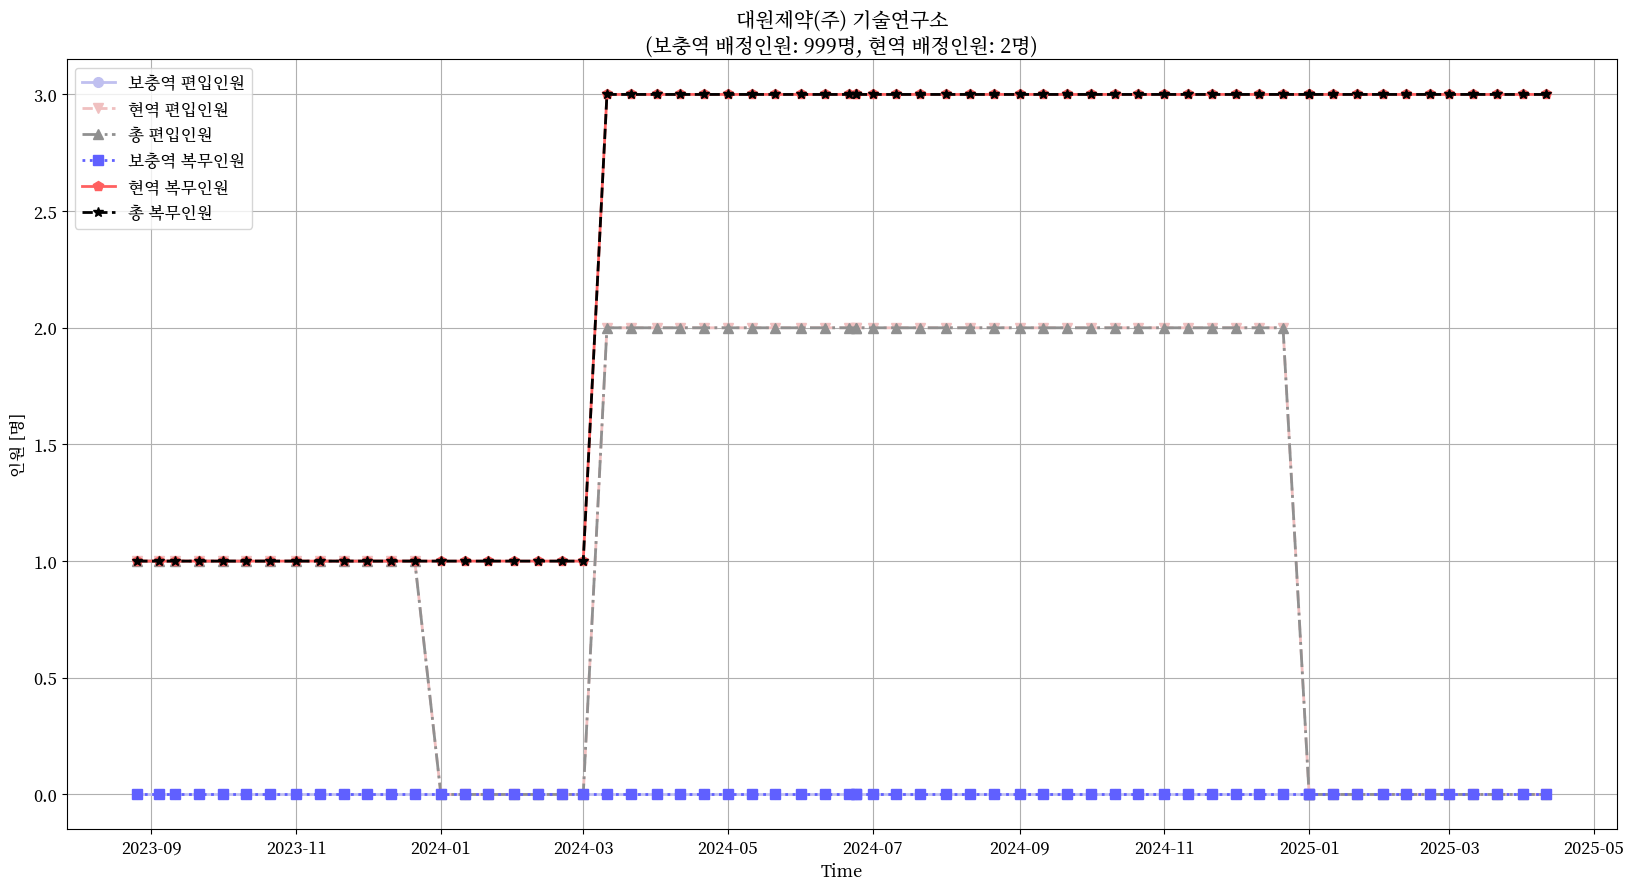 대원제약(주) 기술연구소
(보충역 배정인원: 999명, 현역 배정인원: 2명)
보충역 편입인원
현역 편입인원
총 편입인원
보충역 복무인원
현역 복무인원
총 복무인원
3.0
2.5
2.0
1.5
1.0
0.5
0.0
인원 [명]
2023-09
2023-11
2024-01
2024-03
2024-05
2024-07
2024-09
2024-11
2025-01
2025-03
2025-05
Time